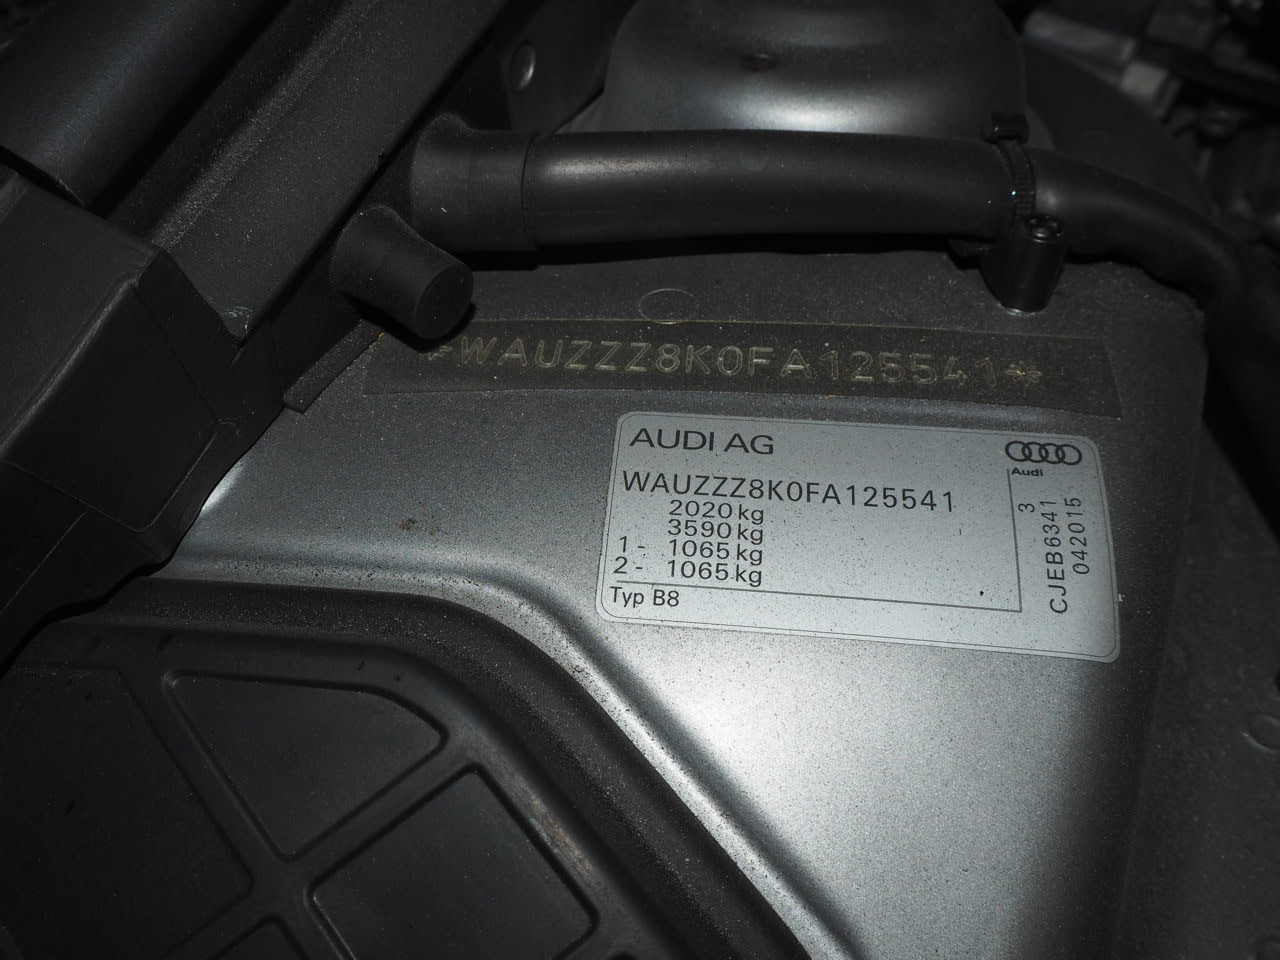 *WAUZZZ8K0FA125541*
AUDI AG
Audi
WAUZZZ8K0FA125541
2020 kg
3590 kg
1 - 1065 kg
2 - 1065 kg
Typ B8
3
CJEB6341
042015